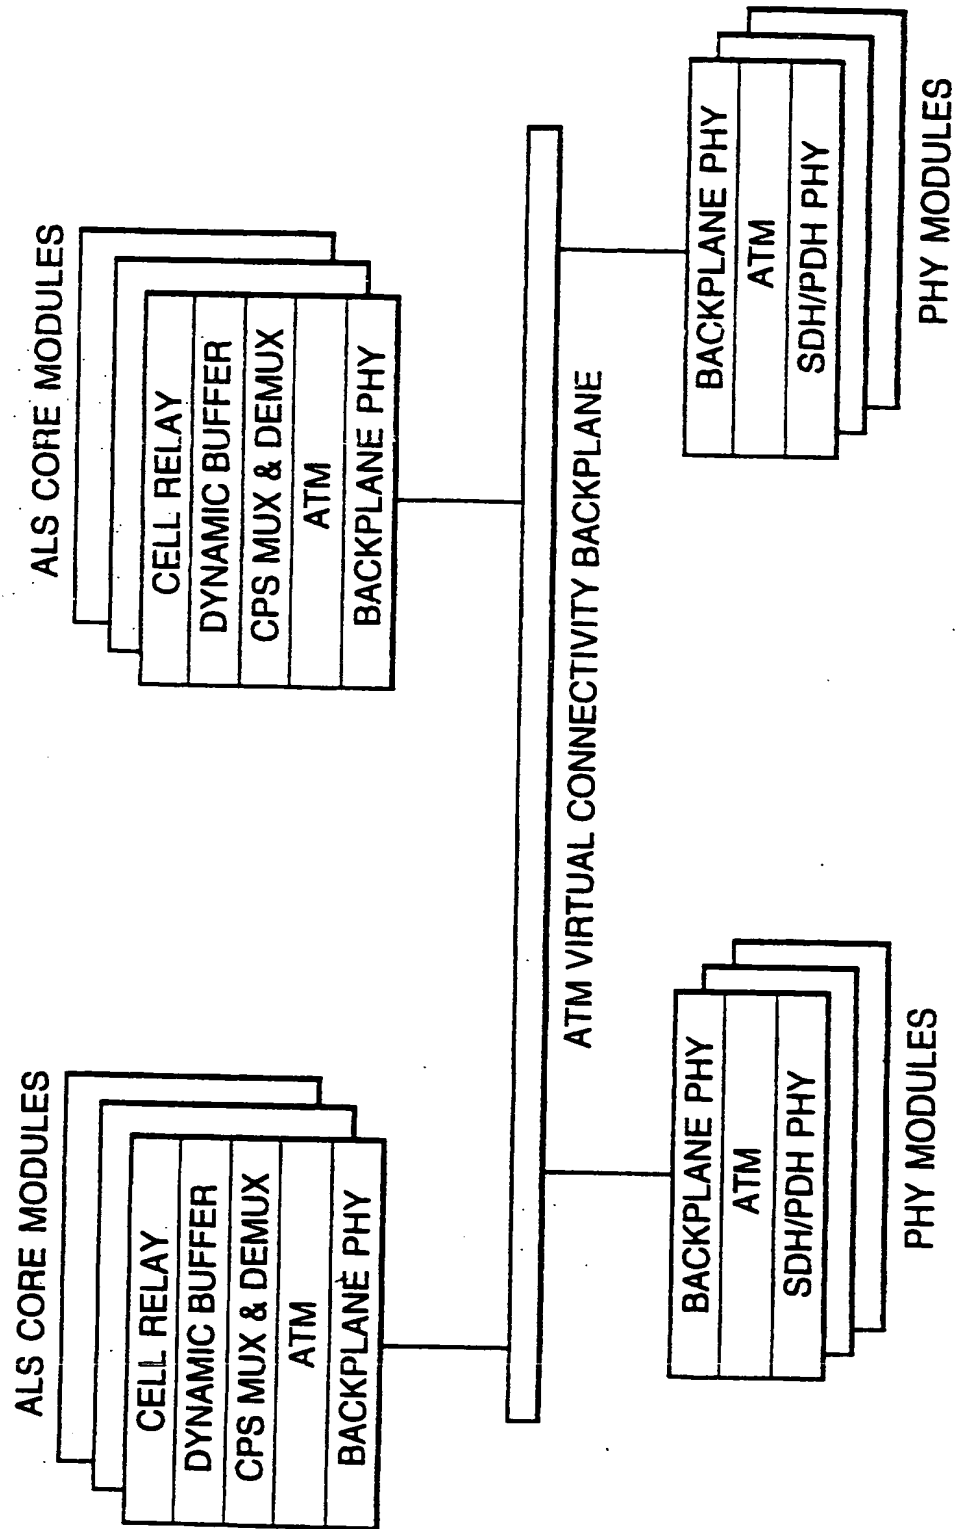 ALS CORE MODULES
CELL RELAY
DYNAMIC BUFFER
CPS MUX & DEMUX
ATM
BACKPLANE PHY
ALS CORE MODULES
CELL RELAY
DYNAMIC BUFFER
CPS MUX & DEMUX
ATM
BACKPLANE PHY
ATM VIRTUAL CONNECTIVITY BACKPLANE
BACKPLANE PHY
ATM
SDH/PDH PHY
PHY MODULES
BACKPLANE PHY
ATM
SDH/PDH PHY
PHY MODULES